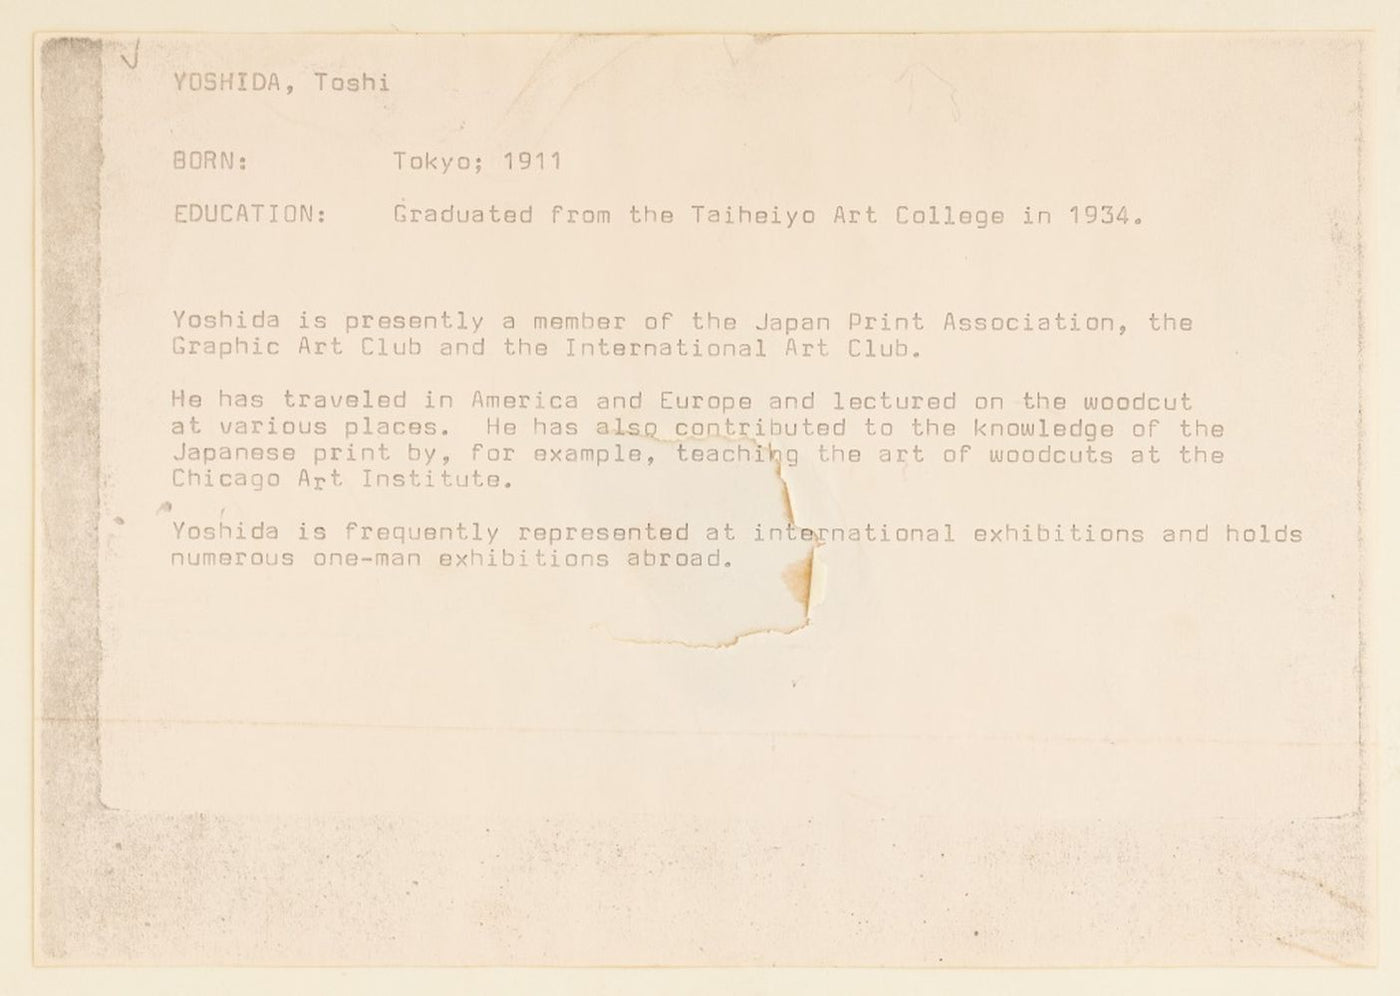 YOSHIDA, Toshi
BORN: Tokyo; 1911
EDUCATION: Graduated from the Taiheiyo Art College in 1934.
Yoshida is presently a member of the Japan Print Association, the
Graphic Art Club and the International Art Club.
He has traveled in America and Europe and lectured on the woodcut
at various places. He has also contributed to the knowledge of the
Japanese print by, for example, teaching the art of woodcuts at the
Chicago Art Institute.
Yoshida is frequently represented at international exhibitions and holds
numerous one-man exhibitions abroad.